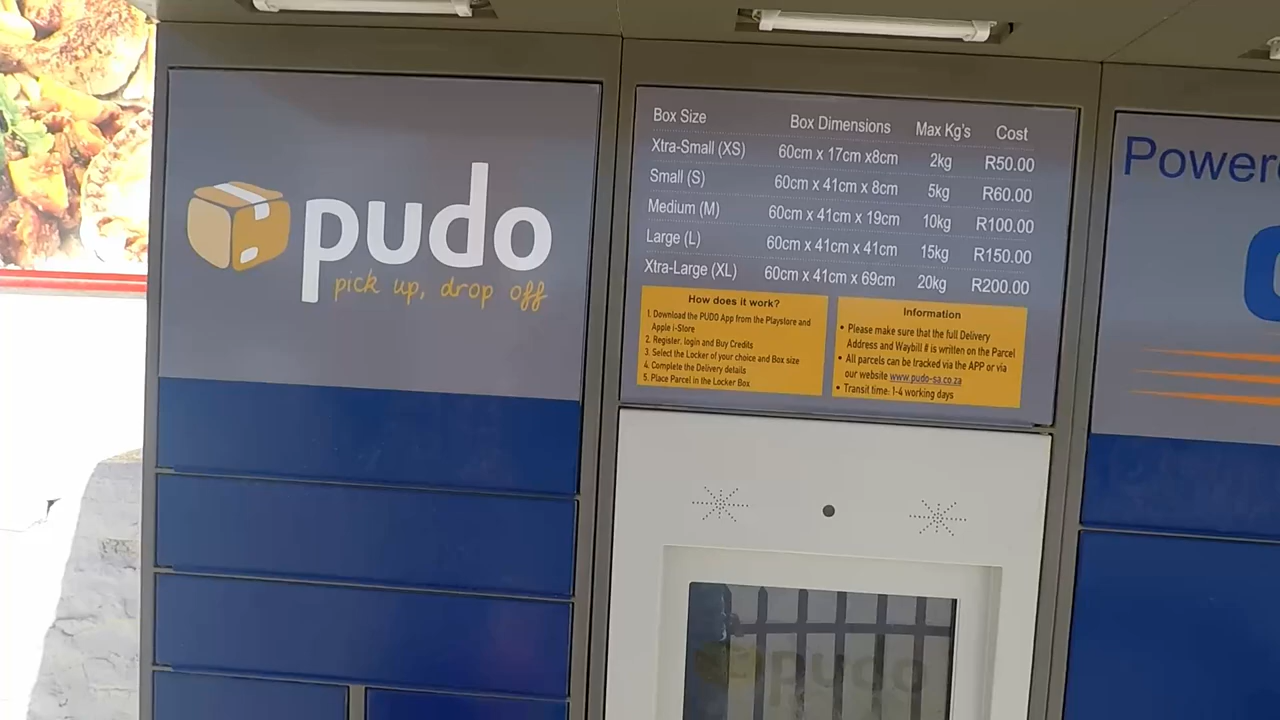 pudo
pick up, drop off
Box Size Box Dimensions Max Kg's Cost
Xtra-Small (XS) 60cm x 17cm x8cm 2kg R50.00
Small (S) 60cm x 41cm x 8cm 5kg R60.00
Medium (M) 60cm x 41cm x 19cm 10kg R100.00
Large (L) 60cm x 41cm x 41cm 15kg R150.00
Xtra-Large (XL) 60cm x 41cm x 69cm 20kg R200.00
How does it work?
1. Download the PUDO App from the Playstore and
Apple i-Store
2. Register, login and Buy Credits
3. Select the Locker of your choice and Box size
4. Complete the Delivery details
5. Place Parcel in the Locker Box
Information
• Please make sure that the full Delivery
Address and Waybill # is written on the Parcel
• All parcels can be tracked via the APP or via
our website www.pudo-sa.co.za
• Transit time: 1-4 working days
Power
pudo